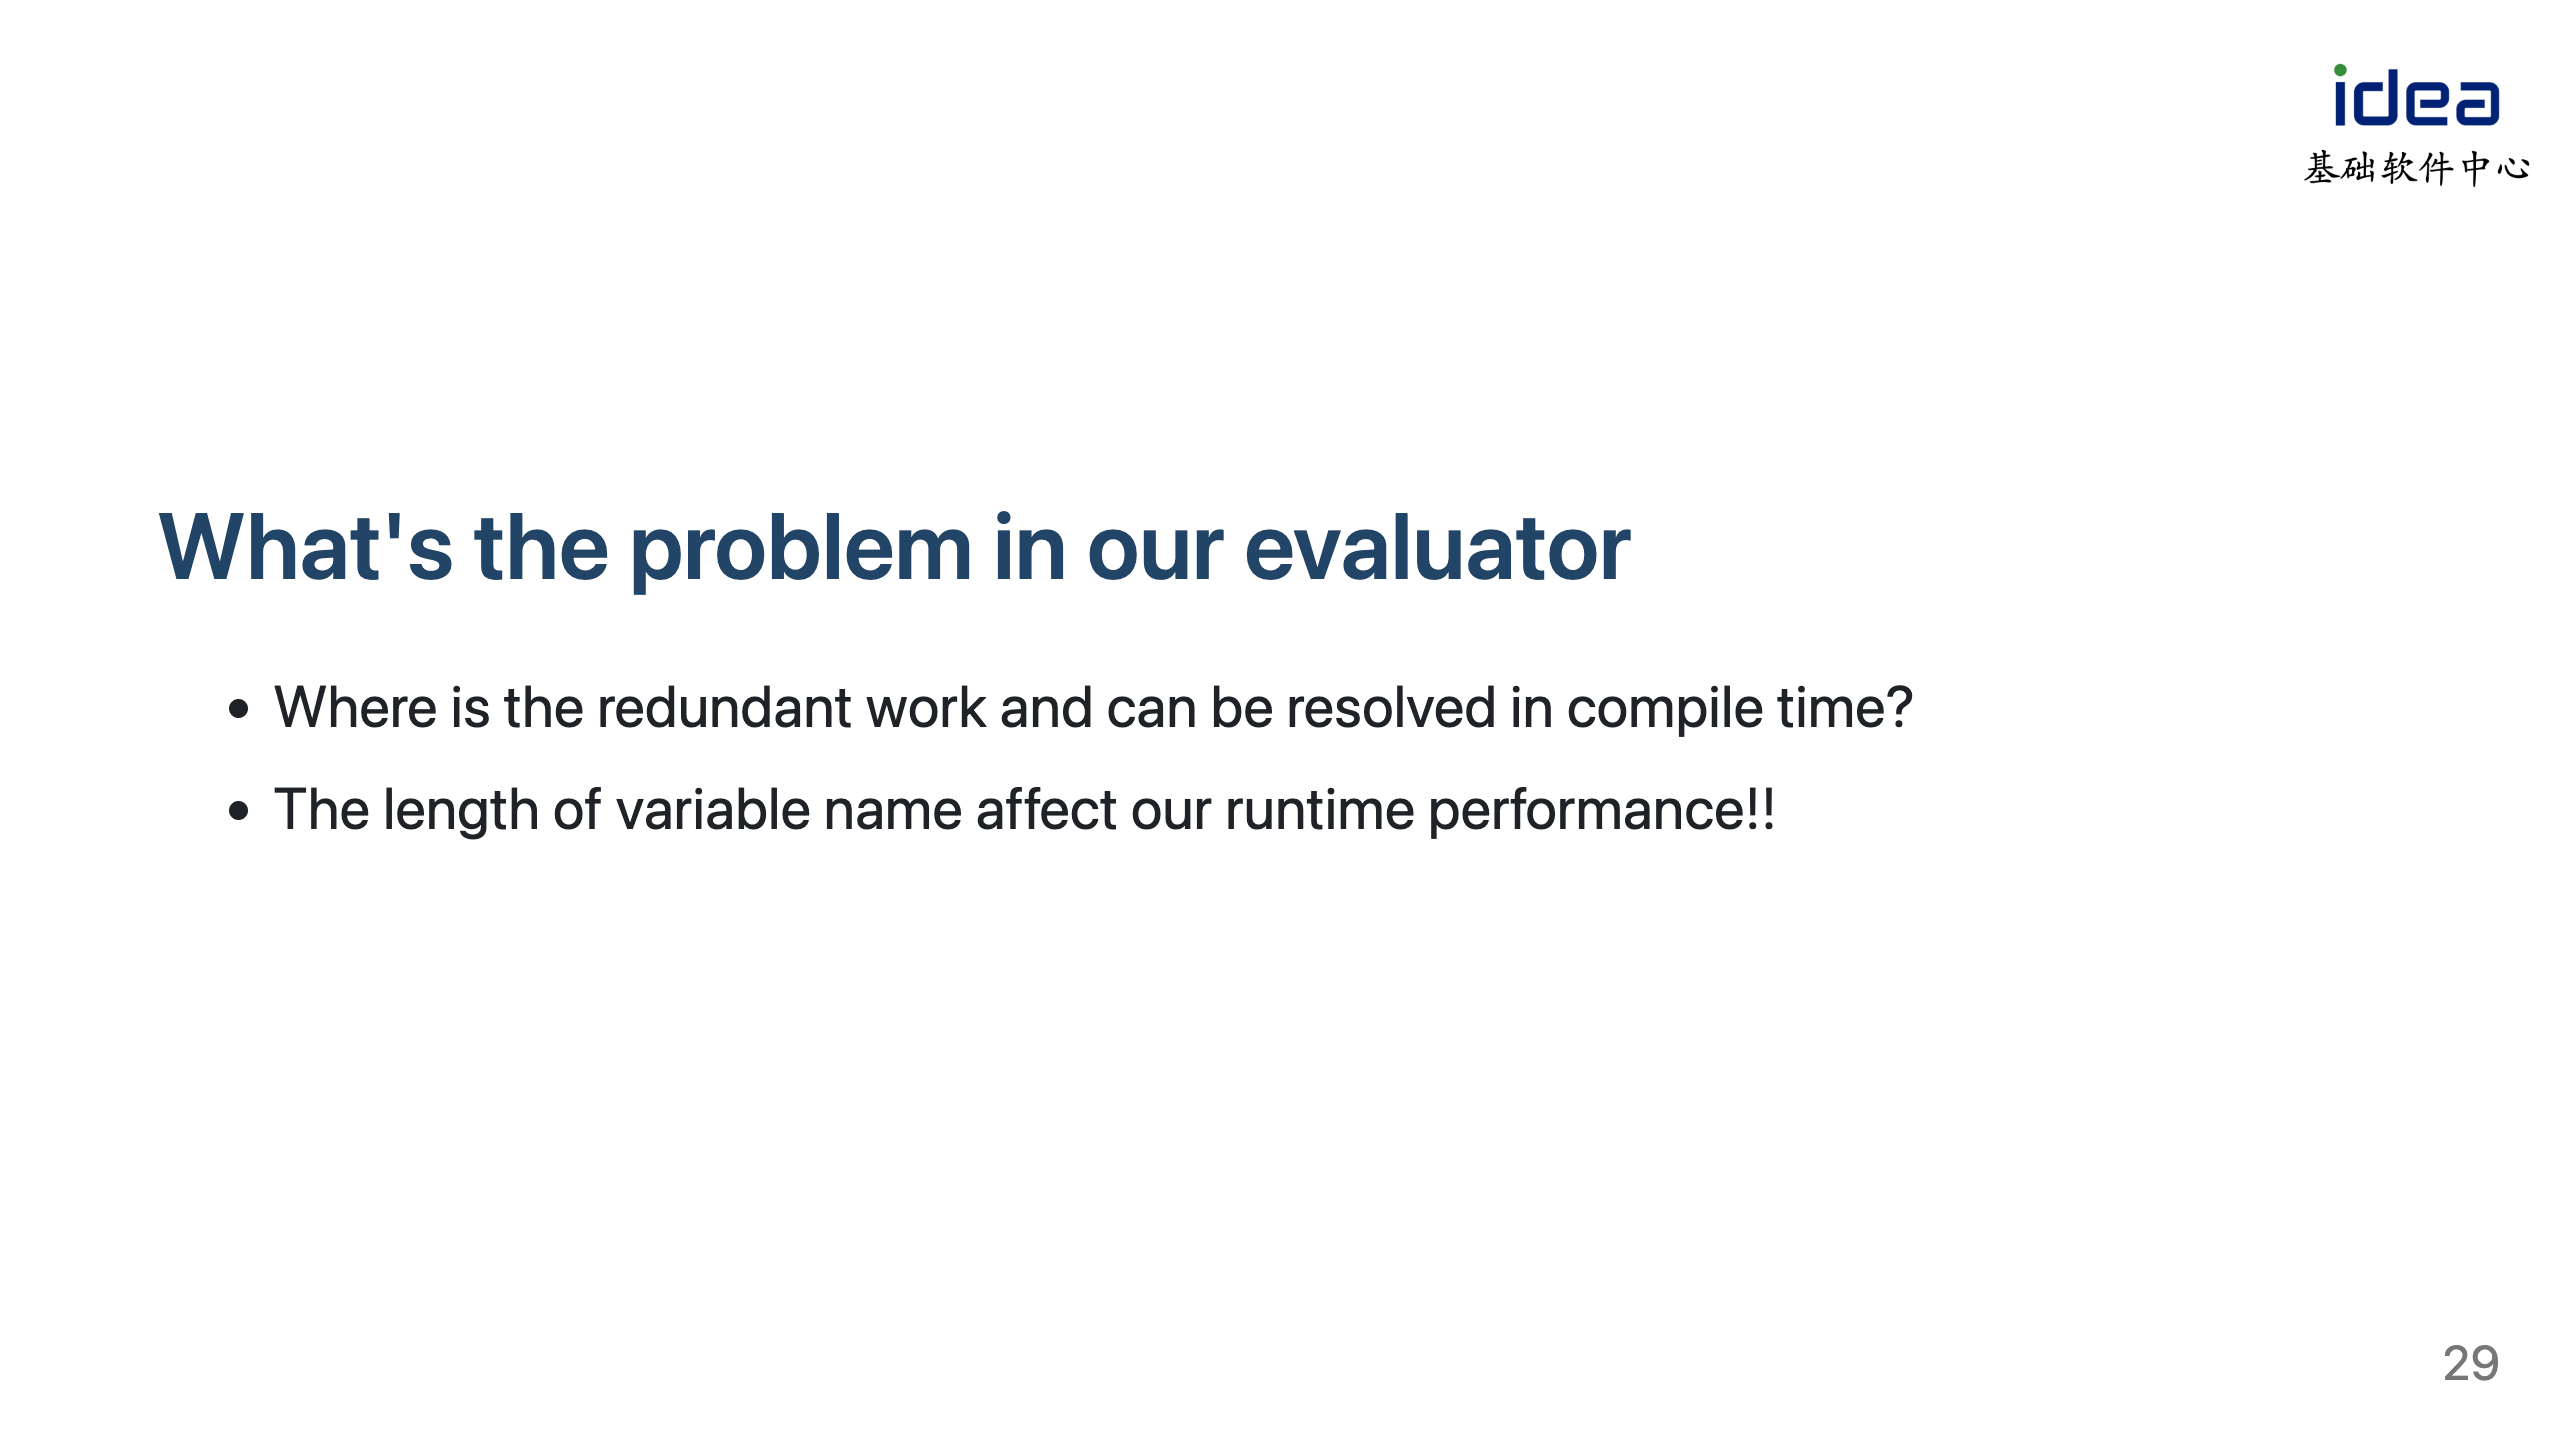 idea
基础软件中心
What's the problem in our evaluator
• Where is the redundant work and can be resolved in compile time?
• The length of variable name affect our runtime performance!!
29